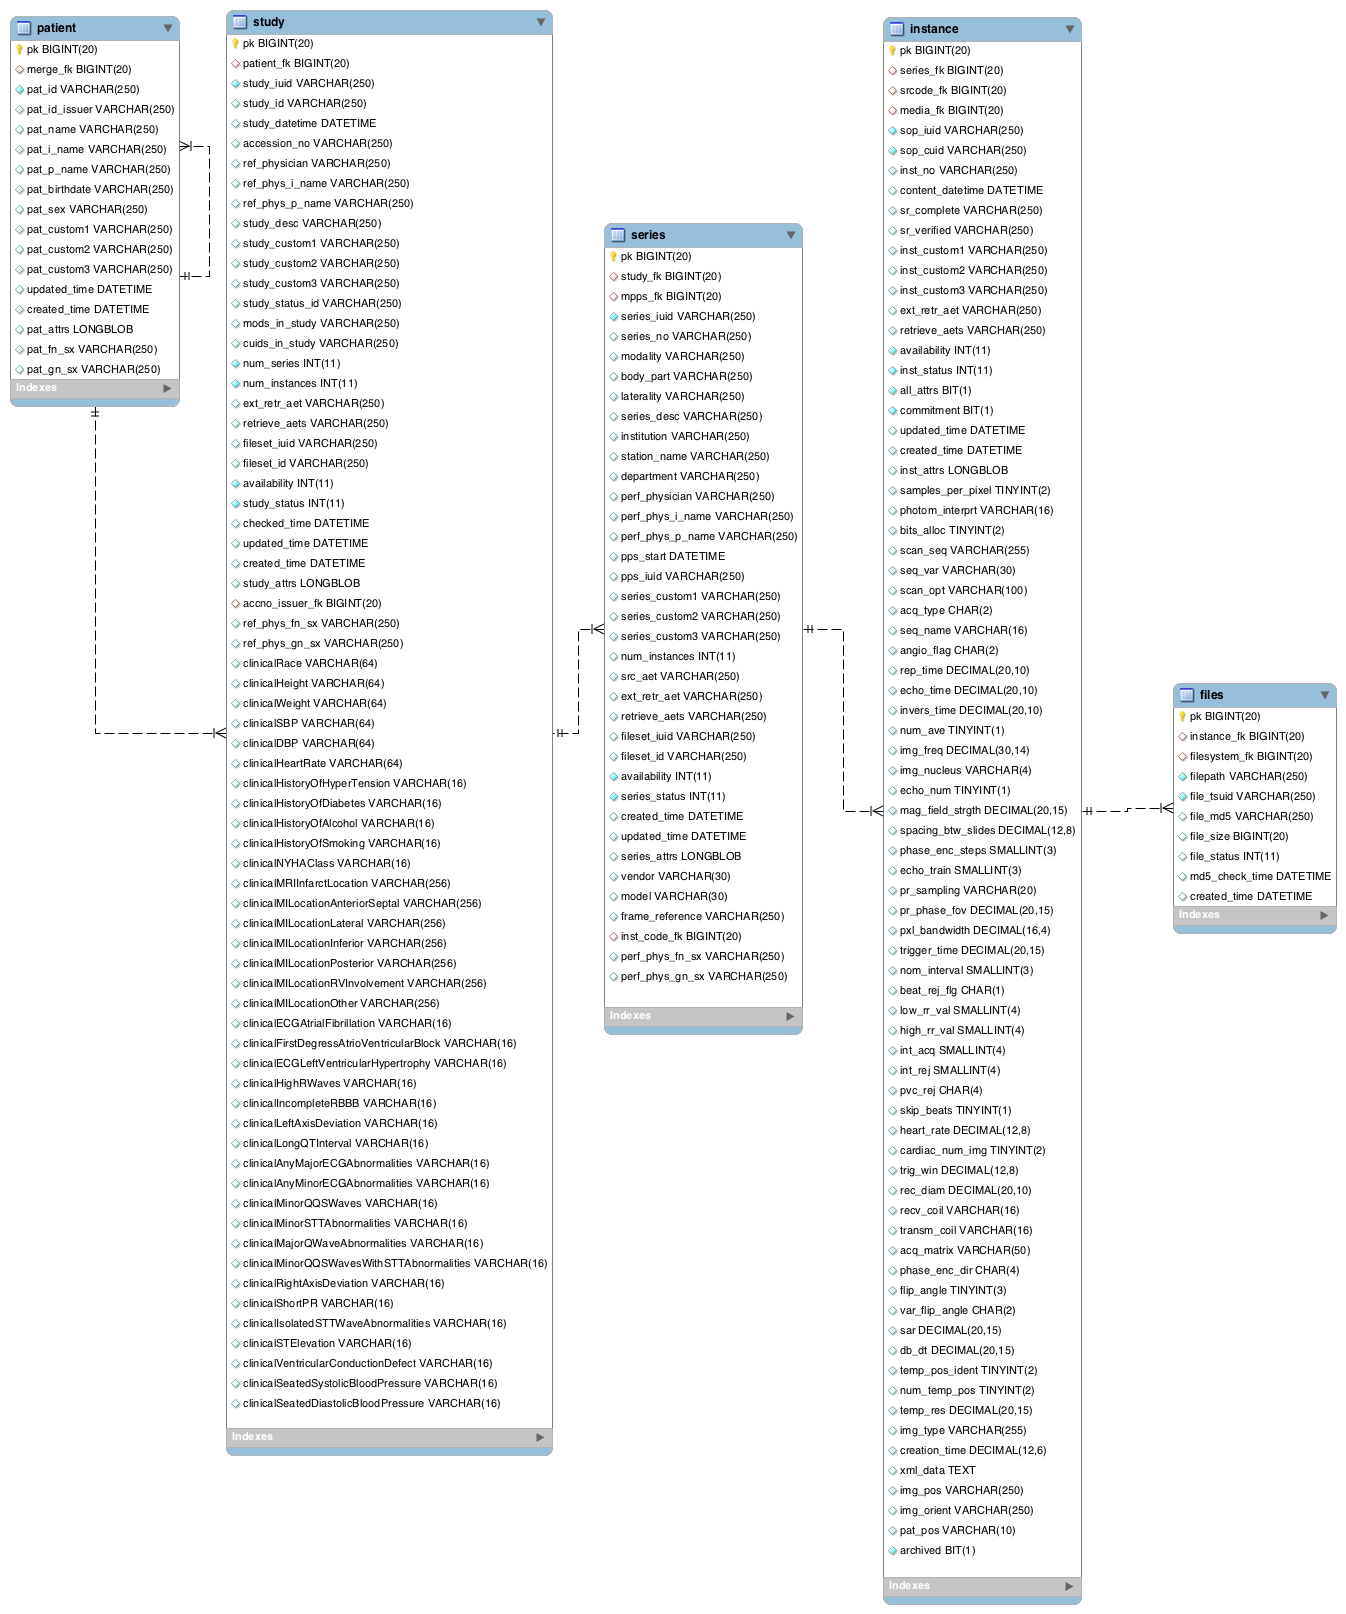 patient
pk BIGINT(20)
merge_fk BIGINT(20)
pat_id VARCHAR(250)
pat_id_issuer VARCHAR(250)
pat_name VARCHAR(250)
pat_i_name VARCHAR(250)
pat_p_name VARCHAR(250)
pat_birthdate VARCHAR(250)
pat_sex VARCHAR(250)
pat_custom1 VARCHAR(250)
pat_custom2 VARCHAR(250)
pat_custom3 VARCHAR(250)
updated_time DATETIME
created_time DATETIME
pat_attrs LONGBLOB
pat_fn_sx VARCHAR(250)
pat_gn_sx VARCHAR(250)
Indexes
study
pk BIGINT(20)
patient_fk BIGINT(20)
study_iuid VARCHAR(250)
study_id VARCHAR(250)
study_datetime DATETIME
accession_no VARCHAR(250)
ref_physician VARCHAR(250)
ref_phys_i_name VARCHAR(250)
ref_phys_p_name VARCHAR(250)
study_desc VARCHAR(250)
study_custom1 VARCHAR(250)
study_custom2 VARCHAR(250)
study_custom3 VARCHAR(250)
study_status_id VARCHAR(250)
mods_in_study VARCHAR(250)
cuids_in_study VARCHAR(250)
num_series INT(11)
num_instances INT(11)
ext_retr_aet VARCHAR(250)
retrieve_aets VARCHAR(250)
fileset_iuid VARCHAR(250)
fileset_id VARCHAR(250)
availability INT(11)
study_status INT(11)
checked_time DATETIME
updated_time DATETIME
created_time DATETIME
study_attrs LONGBLOB
accno_issuer_fk BIGINT(20)
ref_phys_fn_sx VARCHAR(250)
ref_phys_gn_sx VARCHAR(250)
clinicalRace VARCHAR(64)
clinicalHeight VARCHAR(64)
clinicalWeight VARCHAR(64)
clinicalSBP VARCHAR(64)
clinicalDBP VARCHAR(64)
clinicalHeartRate VARCHAR(64)
clinicalHistoryOfHyperTension VARCHAR(16)
clinicalHistoryOfDiabetes VARCHAR(16)
clinicalHistoryOfAlcohol VARCHAR(16)
clinicalHistoryOfSmoking VARCHAR(16)
clinicalNYHAClass VARCHAR(16)
clinicalMRIInfarctLocation VARCHAR(256)
clinicalMILocationAnteriorSeptal VARCHAR(256)
clinicalMILocationLateral VARCHAR(256)
clinicalMILocationInferior VARCHAR(256)
clinicalMILocationPosterior VARCHAR(256)
clinicalMILocationRVInvolvement VARCHAR(256)
clinicalMILocationOther VARCHAR(256)
clinicalECGAtrialFibrillation VARCHAR(16)
clinicalFirstDegressAtrioVentricularBlock VARCHAR(16)
clinicalECGLeftVentricularHypertrophy VARCHAR(16)
clinicalHighRWaves VARCHAR(16)
clinicalIncompleteRBBB VARCHAR(16)
clinicalLeftAxisDeviation VARCHAR(16)
clinicalLongQTInterval VARCHAR(16)
clinicalAnyMajorECGAbnormalities VARCHAR(16)
clinicalAnyMinorECGAbnormalities VARCHAR(16)
clinicalMinorQQSWaves VARCHAR(16)
clinicalMinorSTTAbnormalities VARCHAR(16)
clinicalMajorQWaveAbnormalities VARCHAR(16)
clinicalMinorQQSWavesWithSTTAbnormalities VARCHAR(16)
clinicalRightAxisDeviation VARCHAR(16)
clinicalShortPR VARCHAR(16)
clinicalIsolatedSTTWaveAbnormalities VARCHAR(16)
clinicalSTElevation VARCHAR(16)
clinicalVentricularConductionDefect VARCHAR(16)
clinicalSeatedSystolicBloodPressure VARCHAR(16)
clinicalSeatedDiastolicBloodPressure VARCHAR(16)
Indexes
series
pk BIGINT(20)
study_fk BIGINT(20)
mpps_fk BIGINT(20)
series_iuid VARCHAR(250)
series_no VARCHAR(250)
modality VARCHAR(250)
body_part VARCHAR(250)
laterality VARCHAR(250)
series_desc VARCHAR(250)
institution VARCHAR(250)
station_name VARCHAR(250)
department VARCHAR(250)
perf_physician VARCHAR(250)
perf_phys_i_name VARCHAR(250)
perf_phys_p_name VARCHAR(250)
pps_start DATETIME
pps_iuid VARCHAR(250)
series_custom1 VARCHAR(250)
series_custom2 VARCHAR(250)
series_custom3 VARCHAR(250)
num_instances INT(11)
src_aet VARCHAR(250)
ext_retr_aet VARCHAR(250)
retrieve_aets VARCHAR(250)
fileset_iuid VARCHAR(250)
fileset_id VARCHAR(250)
availability INT(11)
series_status INT(11)
created_time DATETIME
updated_time DATETIME
series_attrs LONGBLOB
vendor VARCHAR(30)
model VARCHAR(30)
frame_reference VARCHAR(250)
inst_code_fk BIGINT(20)
perf_phys_fn_sx VARCHAR(250)
perf_phys_gn_sx VARCHAR(250)
Indexes
instance
pk BIGINT(20)
series_fk BIGINT(20)
srcode_fk BIGINT(20)
media_fk BIGINT(20)
sop_iuid VARCHAR(250)
sop_cuid VARCHAR(250)
inst_no VARCHAR(250)
content_datetime DATETIME
sr_complete VARCHAR(250)
sr_verified VARCHAR(250)
inst_custom1 VARCHAR(250)
inst_custom2 VARCHAR(250)
inst_custom3 VARCHAR(250)
ext_retr_aet VARCHAR(250)
retrieve_aets VARCHAR(250)
availability INT(11)
inst_status INT(11)
all_attrs BIT(1)
commitment BIT(1)
updated_time DATETIME
created_time DATETIME
inst_attrs LONGBLOB
samples_per_pixel TINYINT(2)
photom_interprt VARCHAR(16)
bits_alloc TINYINT(2)
scan_seq VARCHAR(255)
seq_var VARCHAR(30)
scan_opt VARCHAR(100)
acq_type CHAR(2)
seq_name VARCHAR(16)
angio_flag CHAR(2)
rep_time DECIMAL(20,10)
echo_time DECIMAL(20,10)
invers_time DECIMAL(20,10)
num_ave TINYINT(1)
img_freq DECIMAL(30,14)
img_nucleus VARCHAR(4)
echo_num TINYINT(1)
mag_field_strgth DECIMAL(20,15)
spacing_btw_slides DECIMAL(12,8)
phase_enc_steps SMALLINT(3)
echo_train SMALLINT(3)
pr_sampling VARCHAR(20)
pr_phase_fov DECIMAL(20,15)
pxl_bandwidth DECIMAL(16,4)
trigger_time DECIMAL(20,15)
nom_interval SMALLINT(3)
beat_rej_flg CHAR(1)
low_rr_val SMALLINT(4)
high_rr_val SMALLINT(4)
int_acq SMALLINT(4)
int_rej SMALLINT(4)
pvc_rej CHAR(4)
skip_beats TINYINT(1)
heart_rate DECIMAL(12,8)
cardiac_num_img TINYINT(2)
trig_win DECIMAL(12,8)
rec_diam DECIMAL(20,10)
recv_coil VARCHAR(16)
transm_coil VARCHAR(16)
acq_matrix VARCHAR(50)
phase_enc_dir CHAR(4)
flip_angle TINYINT(3)
var_flip_angle CHAR(2)
sar DECIMAL(20,15)
db_dt DECIMAL(20,15)
temp_pos_ident TINYINT(2)
num_temp_pos TINYINT(2)
temp_res DECIMAL(20,15)
img_type VARCHAR(255)
creation_time DECIMAL(12,6)
xml_data TEXT
img_pos VARCHAR(250)
img_orient VARCHAR(250)
pat_pos VARCHAR(10)
archived BIT(1)
Indexes
files
pk BIGINT(20)
instance_fk BIGINT(20)
filesystem_fk BIGINT(20)
filepath VARCHAR(250)
file_tsuid VARCHAR(250)
file_md5 VARCHAR(250)
file_size BIGINT(20)
file_status INT(11)
md5_check_time DATETIME
created_time DATETIME
Indexes